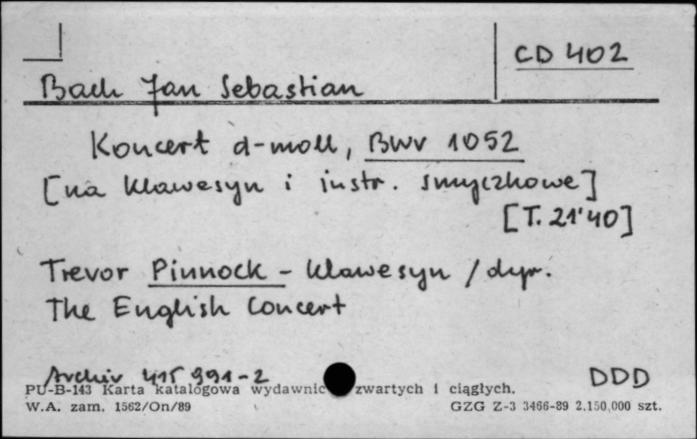 CD 402
Bach Jan Sebastian
Koncert d-moll, BWV 1052
[na klawesyn i instr. smyczkowe]
[T. 21'40]
Trevor Pinnock - klawesyn / dyr.
The English Concert
Archiv 415 991-2 DDD
PU-B-143 Karta katalogowa wydawnic zwartych i ciągłych.
W.A. zam. 1562/On/89 GZG Z-3 3466-89 2.150.000 szt.